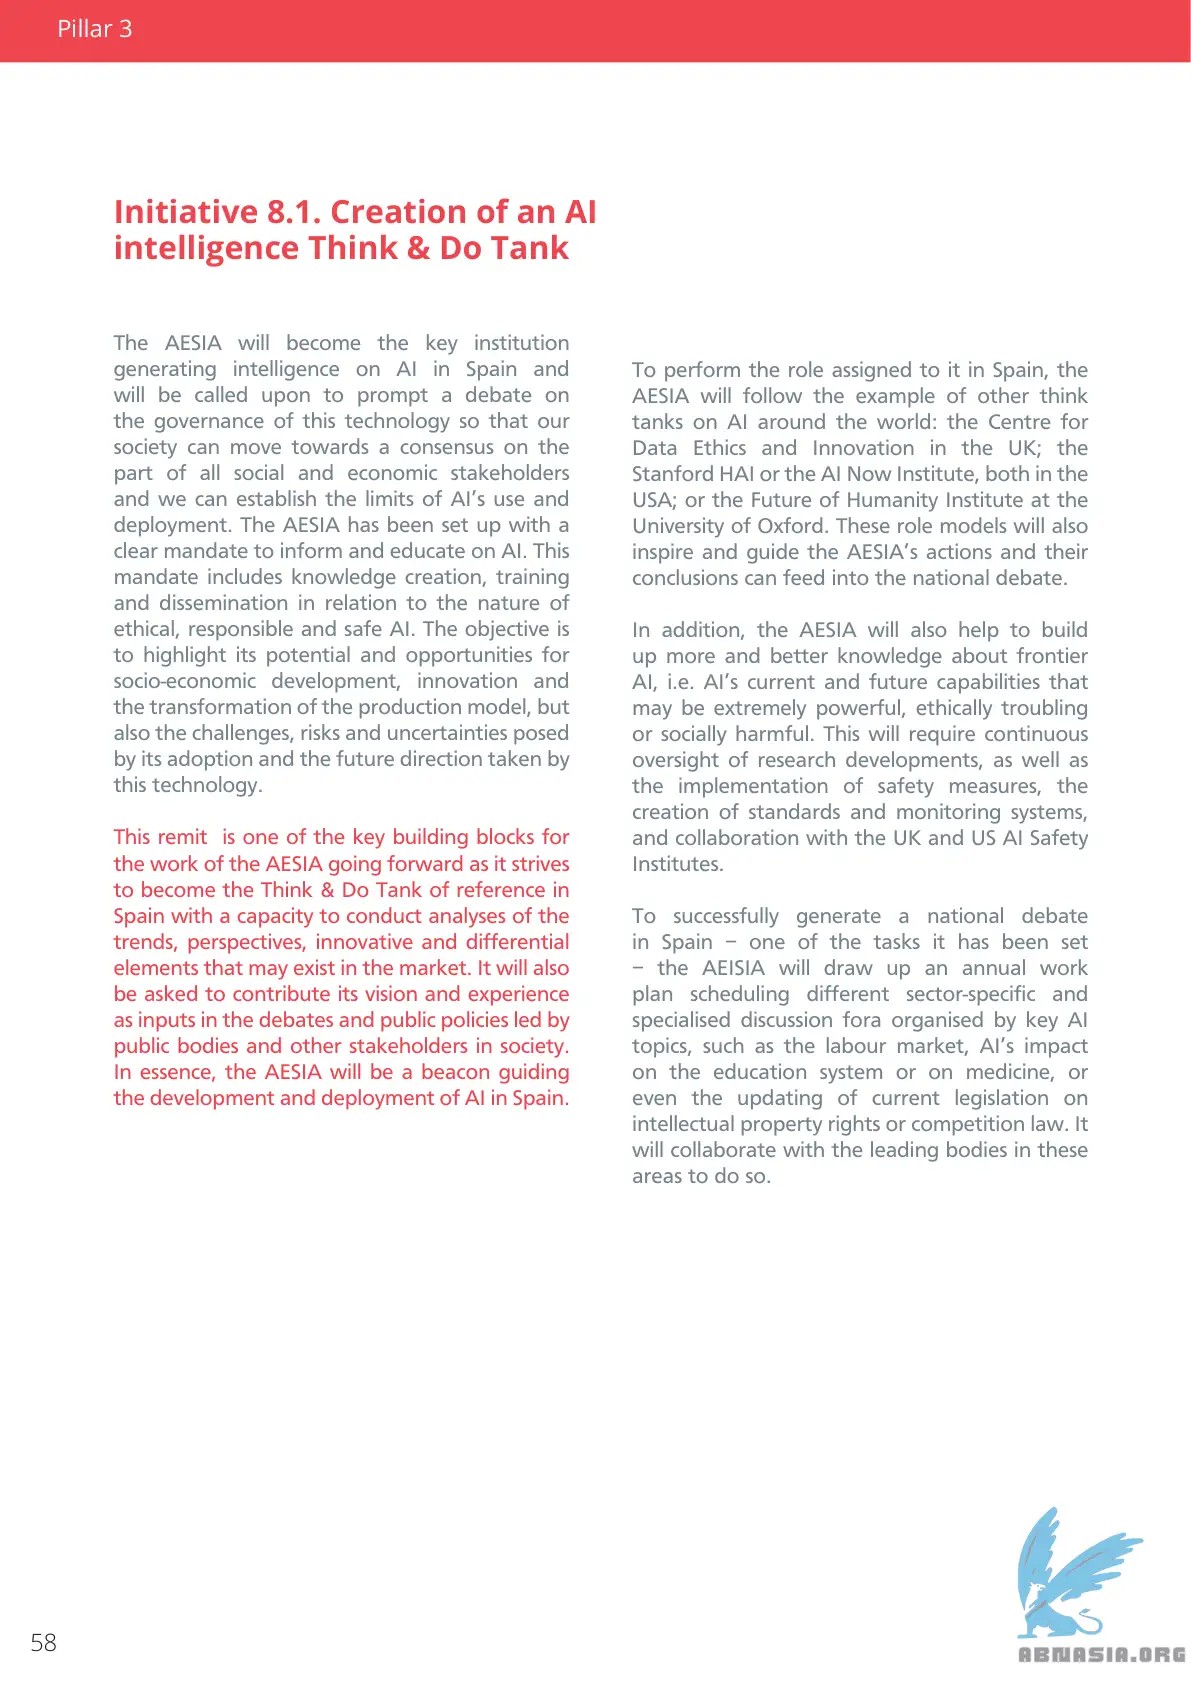 Pillar 3
Initiative 8.1. Creation of an AI
intelligence Think & Do Tank
The AESIA will become the key institution
generating intelligence on AI in Spain and
will be called upon to prompt a debate on
the governance of this technology so that our
society can move towards a consensus on the
part of all social and economic stakeholders
and we can establish the limits of AI’s use and
deployment. The AESIA has been set up with a
clear mandate to inform and educate on AI. This
mandate includes knowledge creation, training
and dissemination in relation to the nature of
ethical, responsible and safe AI. The objective is
to highlight its potential and opportunities for
socio-economic development, innovation and
the transformation of the production model, but
also the challenges, risks and uncertainties posed
by its adoption and the future direction taken by
this technology.
This remit is one of the key building blocks for
the work of the AESIA going forward as it strives
to become the Think & Do Tank of reference in
Spain with a capacity to conduct analyses of the
trends, perspectives, innovative and differential
elements that may exist in the market. It will also
be asked to contribute its vision and experience
as inputs in the debates and public policies led by
public bodies and other stakeholders in society.
In essence, the AESIA will be a beacon guiding
the development and deployment of AI in Spain.
To perform the role assigned to it in Spain, the
AESIA will follow the example of other think
tanks on AI around the world: the Centre for
Data Ethics and Innovation in the UK; the
Stanford HAI or the AI Now Institute, both in the
USA; or the Future of Humanity Institute at the
University of Oxford. These role models will also
inspire and guide the AESIA’s actions and their
conclusions can feed into the national debate.
In addition, the AESIA will also help to build
up more and better knowledge about frontier
AI, i.e. AI’s current and future capabilities that
may be extremely powerful, ethically troubling
or socially harmful. This will require continuous
oversight of research developments, as well as
the implementation of safety measures, the
creation of standards and monitoring systems,
and collaboration with the UK and US AI Safety
Institutes.
To successfully generate a national debate
in Spain – one of the tasks it has been set
– the AEISIA will draw up an annual work
plan scheduling different sector-specific and
specialised discussion fora organised by key AI
topics, such as the labour market, AI’s impact
on the education system or on medicine, or
even the updating of current legislation on
intellectual property rights or competition law. It
will collaborate with the leading bodies in these
areas to do so.
58
ABNASIA.ORG